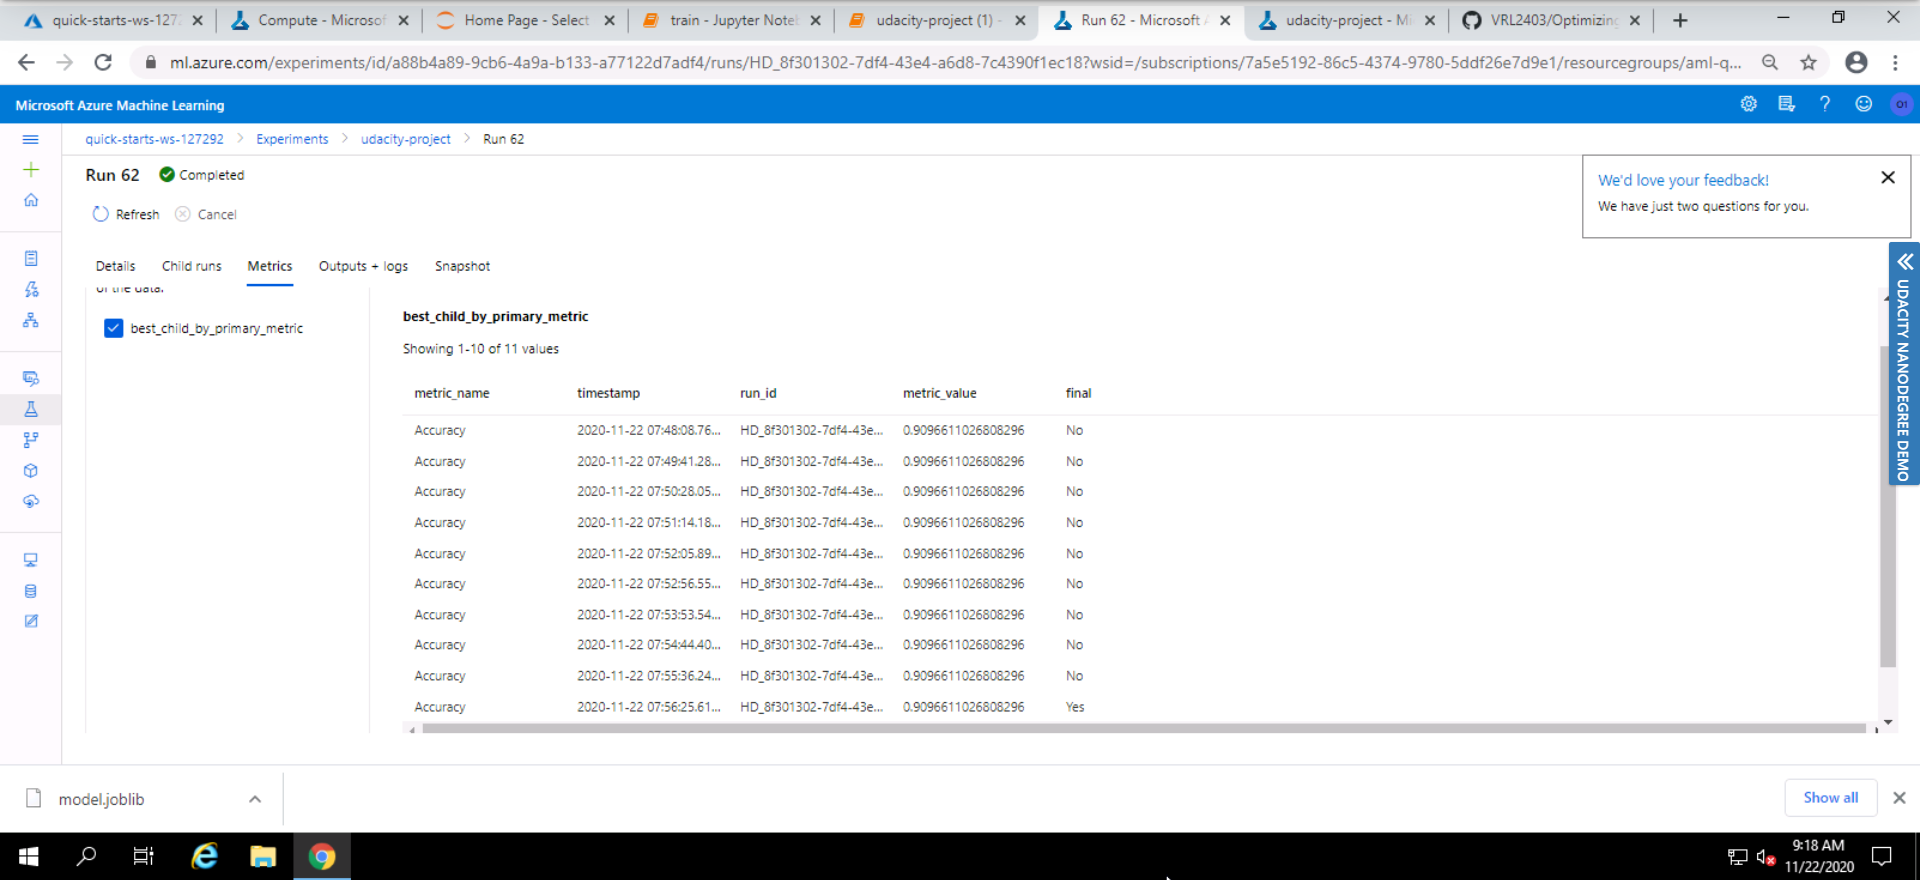 quick-starts-ws-127
Compute - Microsof
Home Page - Select
train - Jupyter Note
udacity-project (1) -
Run 62 - Microsoft
udacity-project - Mi
VRL2403/Optimizing
ml.azure.com/experiments/id/a88b4a89-9cb6-4a9a-b133-a77122d7adf4/runs/HD_8f301302-7df4-43e4-a6d8-7c4390f1ec18?wsid=/subscriptions/7a5e5192-86c5-4374-9780-5ddf26e7d9e1/resourcegroups/aml-q...
Microsoft Azure Machine Learning
? O1
quick-starts-ws-127292 > Experiments > udacity-project > Run 62
Run 62 Completed
We'd love your feedback!
We have just two questions for you.
Refresh Cancel
Details Child runs Metrics Outputs + logs Snapshot
of the data.
best_child_by_primary_metric
best_child_by_primary_metric
Showing 1-10 of 11 values
metric_name timestamp run_id metric_value final
Accuracy 2020-11-22 07:48:08.76... HD_8f301302-7df4-43e... 0.9096611026808296 No
Accuracy 2020-11-22 07:49:41.28... HD_8f301302-7df4-43e... 0.9096611026808296 No
Accuracy 2020-11-22 07:50:28.05... HD_8f301302-7df4-43e... 0.9096611026808296 No
Accuracy 2020-11-22 07:51:14.18... HD_8f301302-7df4-43e... 0.9096611026808296 No
Accuracy 2020-11-22 07:52:05.89... HD_8f301302-7df4-43e... 0.9096611026808296 No
Accuracy 2020-11-22 07:52:56.55... HD_8f301302-7df4-43e... 0.9096611026808296 No
Accuracy 2020-11-22 07:53:53.54... HD_8f301302-7df4-43e... 0.9096611026808296 No
Accuracy 2020-11-22 07:54:44.40... HD_8f301302-7df4-43e... 0.9096611026808296 No
Accuracy 2020-11-22 07:55:36.24... HD_8f301302-7df4-43e... 0.9096611026808296 No
Accuracy 2020-11-22 07:56:25.61... HD_8f301302-7df4-43e... 0.9096611026808296 Yes
UDACITY NANODEGREE DEMO
model.joblib
Show all
9:18 AM
11/22/2020